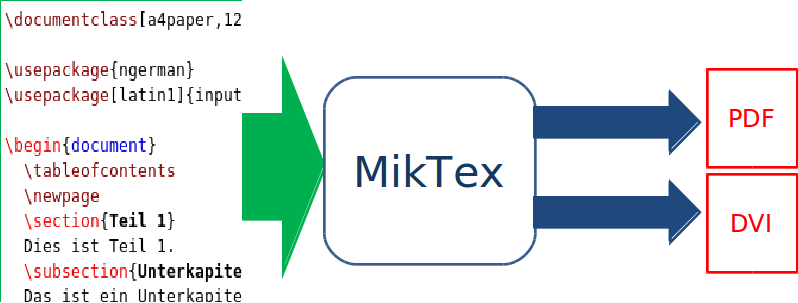 \documentclass[a4paper,12
\usepackage{ngerman}
\usepackage[latin1]{input
\begin{document}
\tableofcontents
\newpage
\section{Teil 1}
Dies ist Teil 1.
\subsection{Unterkapite
Das ist ein Unterkapite
MikTex
PDF
DVI